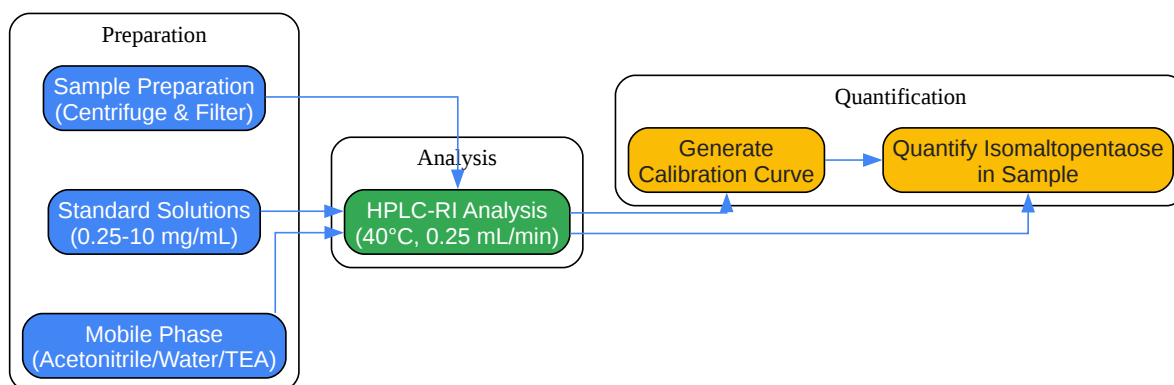 Preparation
Sample Preparation
(Centrifuge & Filter)
Standard Solutions
(0.25-10 mg/mL)
Mobile Phase
(Acetonitrile/Water/TEA)
Analysis
HPLC-RI Analysis
(40°C, 0.25 mL/min)
Quantification
Generate
Calibration Curve
Quantify Isomaltopentaose
in Sample